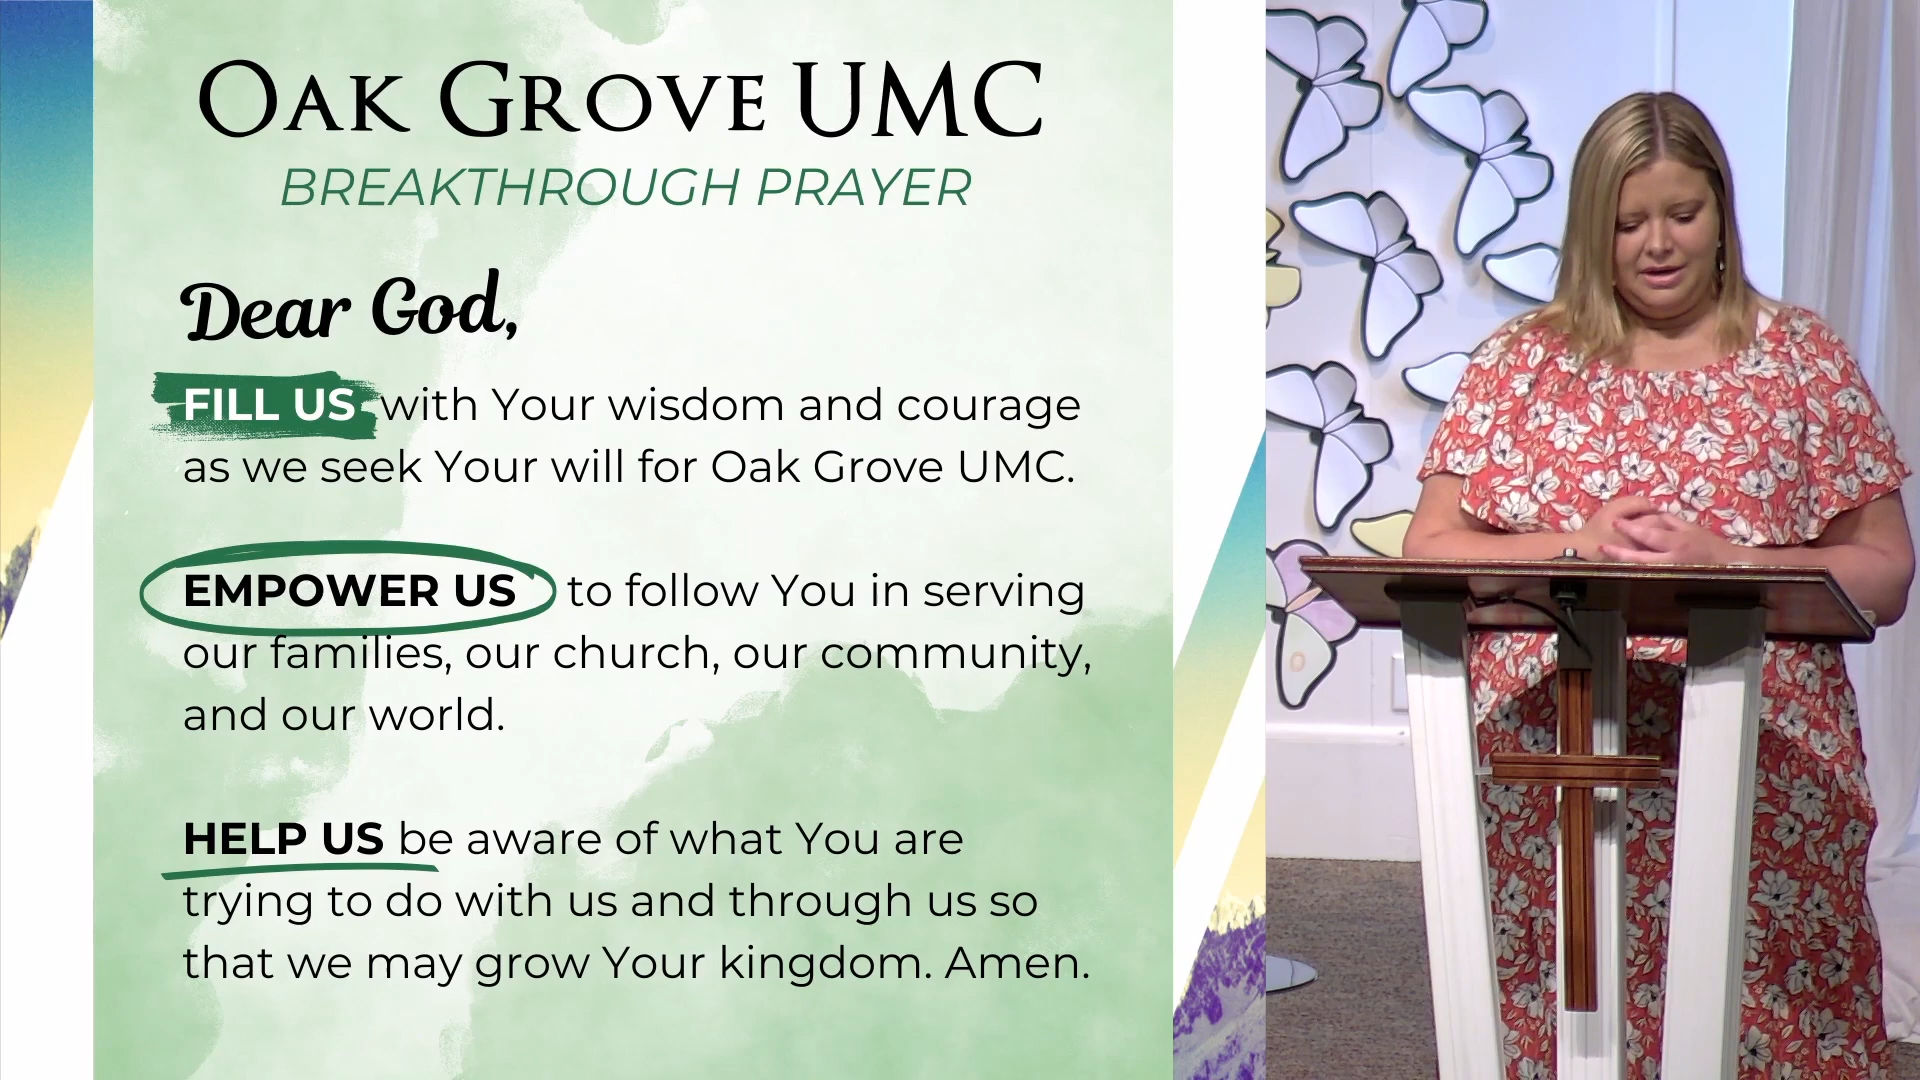 OAK GROVE UMC
BREAKTHROUGH PRAYER
Dear God,
FILL US with Your wisdom and courage
as we seek Your will for Oak Grove UMC.
EMPOWER US to follow You in serving
our families, our church, our community,
and our world.
HELP US be aware of what You are
trying to do with us and through us so
that we may grow Your kingdom. Amen.